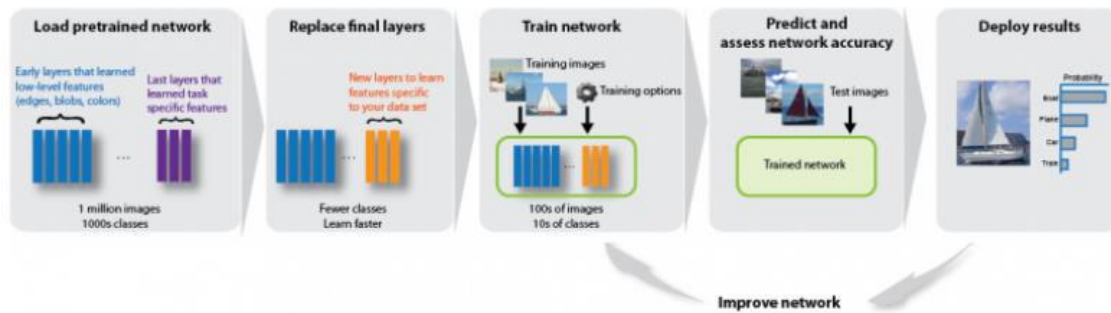 Load pretrained network
Early layers that learned
low-level features
(edges, blobs, colors)
Last layers that
learned task
specific features
...
1 million images
1000s classes
Replace final layers
New layers to learn
features specific
to your data set
...
Fewer classes
Learn faster
Train network
Training images
Training options
...
100s of images
10s of classes
Predict and
assess network accuracy
Test images
Trained network
Deploy results
Probability
Boat
Plane
Car
Train
Improve network